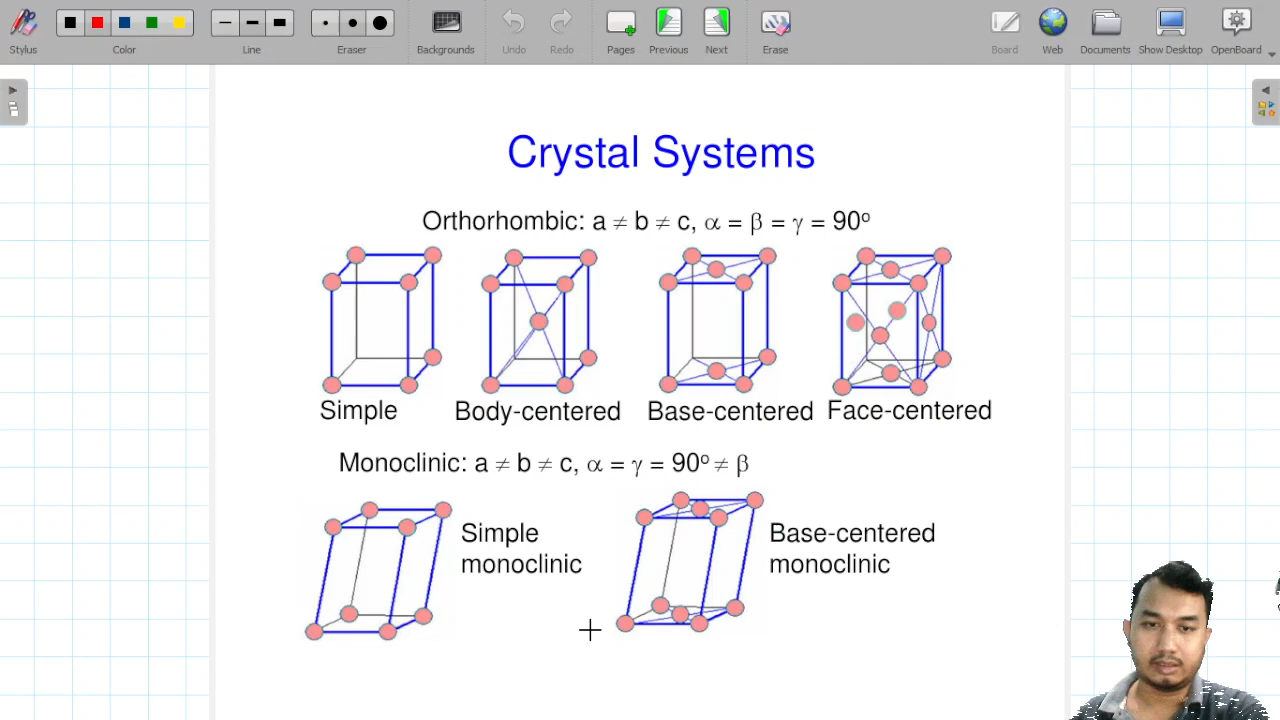 Stylus
Color
Line
Eraser
Backgrounds
Undo
Redo
Pages
Previous
Next
Erase
Board
Web
Documents
Show Desktop
OpenBoard
Crystal Systems
Orthorhombic: a ≠ b ≠ c, α = β = γ = 90º
Simple
Body-centered
Base-centered
Face-centered
Monoclinic: a ≠ b ≠ c, α = γ = 90º ≠ β
Simple
monoclinic
Base-centered
monoclinic